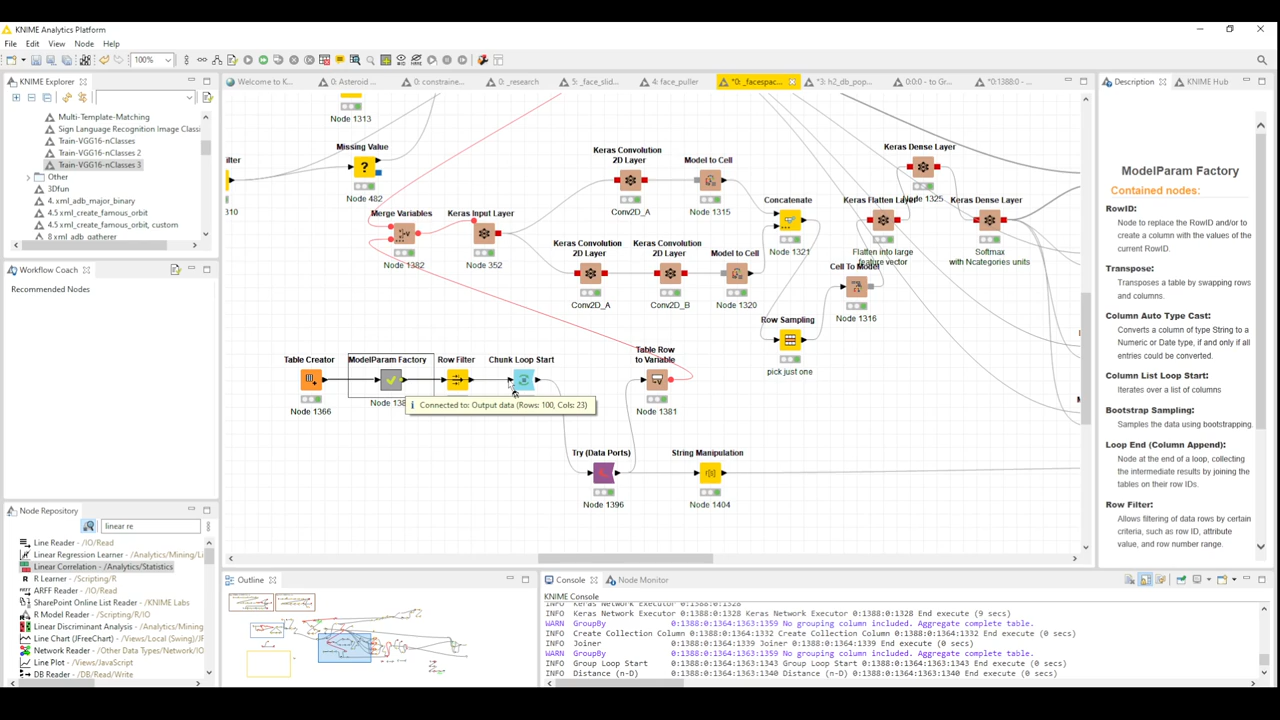 KNIME Analytics Platform
File Edit View Node Help
100%
KNIME Explorer
Multi-Template-Matching
Sign Language Recognition Image Classi
Train-VGG16-nClasses
Train-VGG16-nClasses 2
Train-VGG16-nClasses 3
Other
3Dfun
4. xml_adb_major_binary
4.5 xml_create_famous_orbit
4.5 xml_create_famous_orbit, custom
8 xml_adb_gatherer
Workflow Coach
Recommended Nodes
Node Repository
linear re
Line Reader - /IO/Read
Linear Regression Learner - /Analytics/Mining/Li
Linear Correlation - /Analytics/Statistics
R Learner - /Scripting/R
ARFF Reader - /IO/Read
SharePoint Online List Reader - /KNIME Labs
R Model Reader - /Scripting/R/IO
Linear Discriminant Analysis - /Analytics/Mining
Line Chart (JFreeChart) - /Views/Local (Swing)/JF
Network Reader - /Other Data Types/Network/IO
Line Plot - /Views/JavaScript
DB Reader - /DB/Read/Write
Welcome to K...
0: Asteroid ...
0: constraine...
0: _research
5: _face_slid...
4: face_puller
*0: _facespac...
*3: h2_db_pop...
0:0:0 - to Gr...
*0:1388:0 - ...
Node 1313
ilter
310
Missing Value
Node 482
Merge Variables
Node 1382
Keras Input Layer
Node 352
Keras Convolution
2D Layer
Conv2D_A
Model to Cell
Node 1315
Keras Convolution
2D Layer
Conv2D_A
Keras Convolution
2D Layer
Conv2D_B
Model to Cell
Node 1320
Concatenate
Node 1321
Keras Dense Layer
Node 1325
Keras Flatten Layer
Flatten into large
feature vector
Keras Dense Layer
Softmax
with Ncategories units
Cell To Model
Node 1316
Row Sampling
pick just one
Table Creator
Node 1366
ModelParam Factory
Node 138
Row Filter
Chunk Loop Start
Connected to: Output data (Rows: 100, Cols: 23)
Table Row
to Variable
Node 1381
Try (Data Ports)
Node 1396
String Manipulation
Node 1404
Description
KNIME Hub
ModelParam Factory
Contained nodes:
RowID:
Node to replace the RowID and/or to
create a column with the values of the
current RowID.
Transpose:
Transposes a table by swapping rows
and columns.
Column Auto Type Cast:
Converts a column of type String to a
Numeric or Date type, if and only if all
entries could be converted.
Column List Loop Start:
Iterates over a list of columns
Bootstrap Sampling:
Samples the data using bootstrapping.
Loop End (Column Append):
Node at the end of a loop, collecting
the intermediate results by joining the
tables on their row IDs.
Row Filter:
Allows filtering of data rows by certain
criteria, such as row ID, attribute
value, and row number range.
Outline
Console
Node Monitor
KNIME Console
INFO Keras Network Executor 0:1388:0:1328
INFO Keras Network Executor 0:1388:0:1328 Keras Network Executor 0:1388:0:1328 End execute (9 secs)
WARN GroupBy 0:1388:0:1364:1363:1359 No grouping column included. Aggregate complete table.
INFO Create Collection Column 0:1388:0:1332 Create Collection Column 0:1388:0:1332 End execute (0 secs)
INFO Joiner 0:1388:0:1364:1339 Joiner 0:1388:0:1364:1339 End execute (0 secs)
WARN GroupBy 0:1388:0:1364:1363:1359 No grouping column included. Aggregate complete table.
INFO Group Loop Start 0:1388:0:1364:1363:1343 Group Loop Start 0:1388:0:1364:1363:1343 End execute (0 secs)
INFO Distance (n-D) 0:1388:0:1364:1363:1340 Distance (n-D) 0:1388:0:1364:1363:1340 End execute (0 secs)